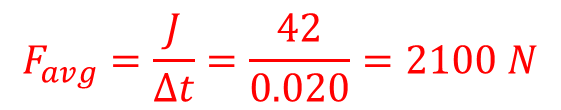 F_avg = J/Δt = 42/0.020 = 2100 N